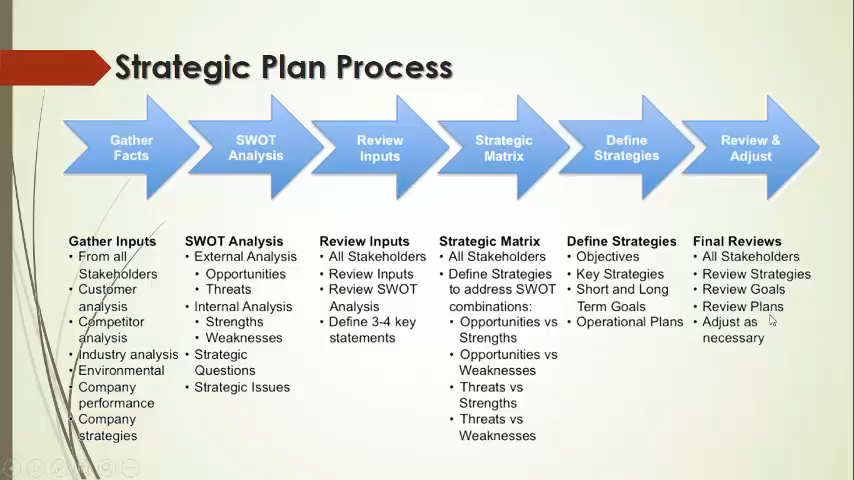 Strategic Plan Process
Gather
Facts
SWOT
Analysis
Review
Inputs
Strategic
Matrix
Define
Strategies
Review &
Adjust
Gather Inputs
• From all
Stakeholders
• Customer
analysis
• Competitor
analysis
• Industry analysis
• Environmental
• Company
performance
• Company
strategies
SWOT Analysis
• External Analysis
• Opportunities
• Threats
• Internal Analysis
• Strengths
• Weaknesses
• Strategic
Questions
• Strategic Issues
Review Inputs
• All Stakeholders
• Review Inputs
• Review SWOT
Analysis
• Define 3-4 key
statements
Strategic Matrix
• All Stakeholders
• Define Strategies
to address SWOT
combinations:
• Opportunities vs
Strengths
• Opportunities vs
Weaknesses
• Threats vs
Strengths
• Threats vs
Weaknesses
Define Strategies
• Objectives
• Key Strategies
• Short and Long
Term Goals
• Operational Plans
Final Reviews
• All Stakeholders
• Review Strategies
• Review Goals
• Review Plans
• Adjust as
necessary